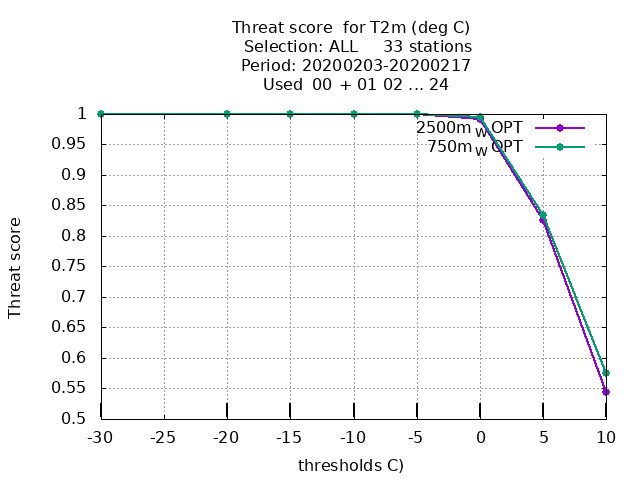 Threat score  for T2m (deg C)
Selection: ALL     33 stations
Period: 20200203-20200217
Used  00 + 01 02 ... 24
1
0.95
0.9
0.85
0.8
0.75
0.7
0.65
0.6
0.55
0.5
Threat score
2500m W OPT
750m W OPT
-30 -25 -20 -15 -10 -5 0 5 10
thresholds C)